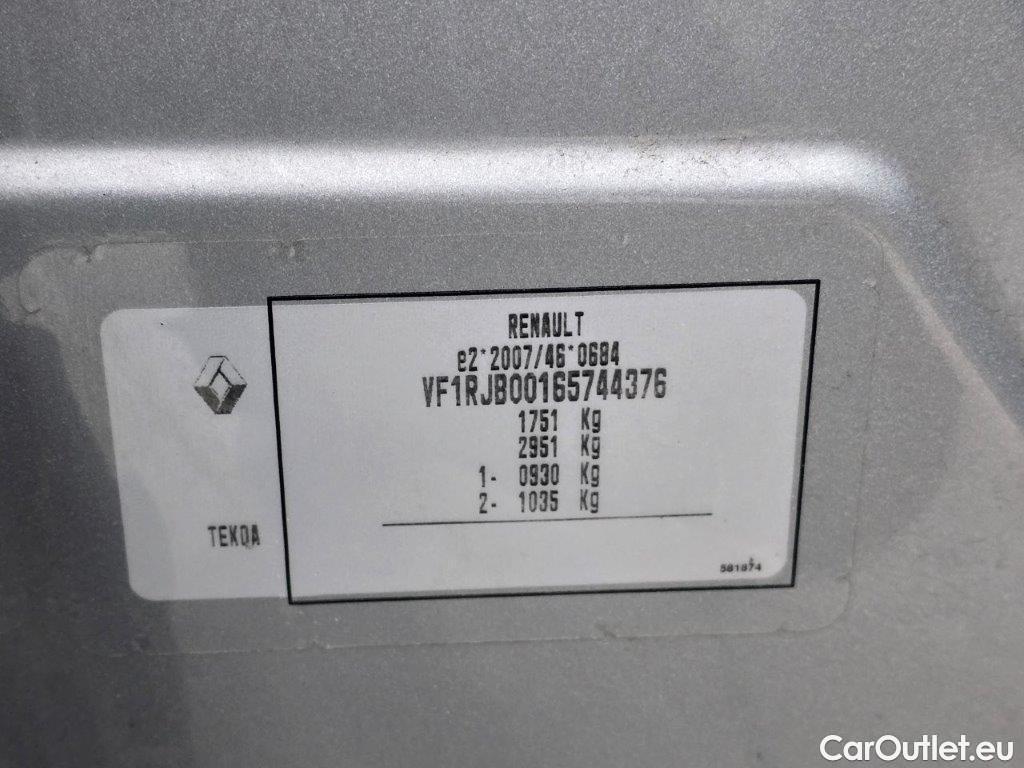 RENAULT
e2*2007/46*0684
VF1RJB00165744376
1751 Kg
2951 Kg
1- 0930 Kg
2- 1035 Kg
TEKQA
581874
CarOutlet.eu